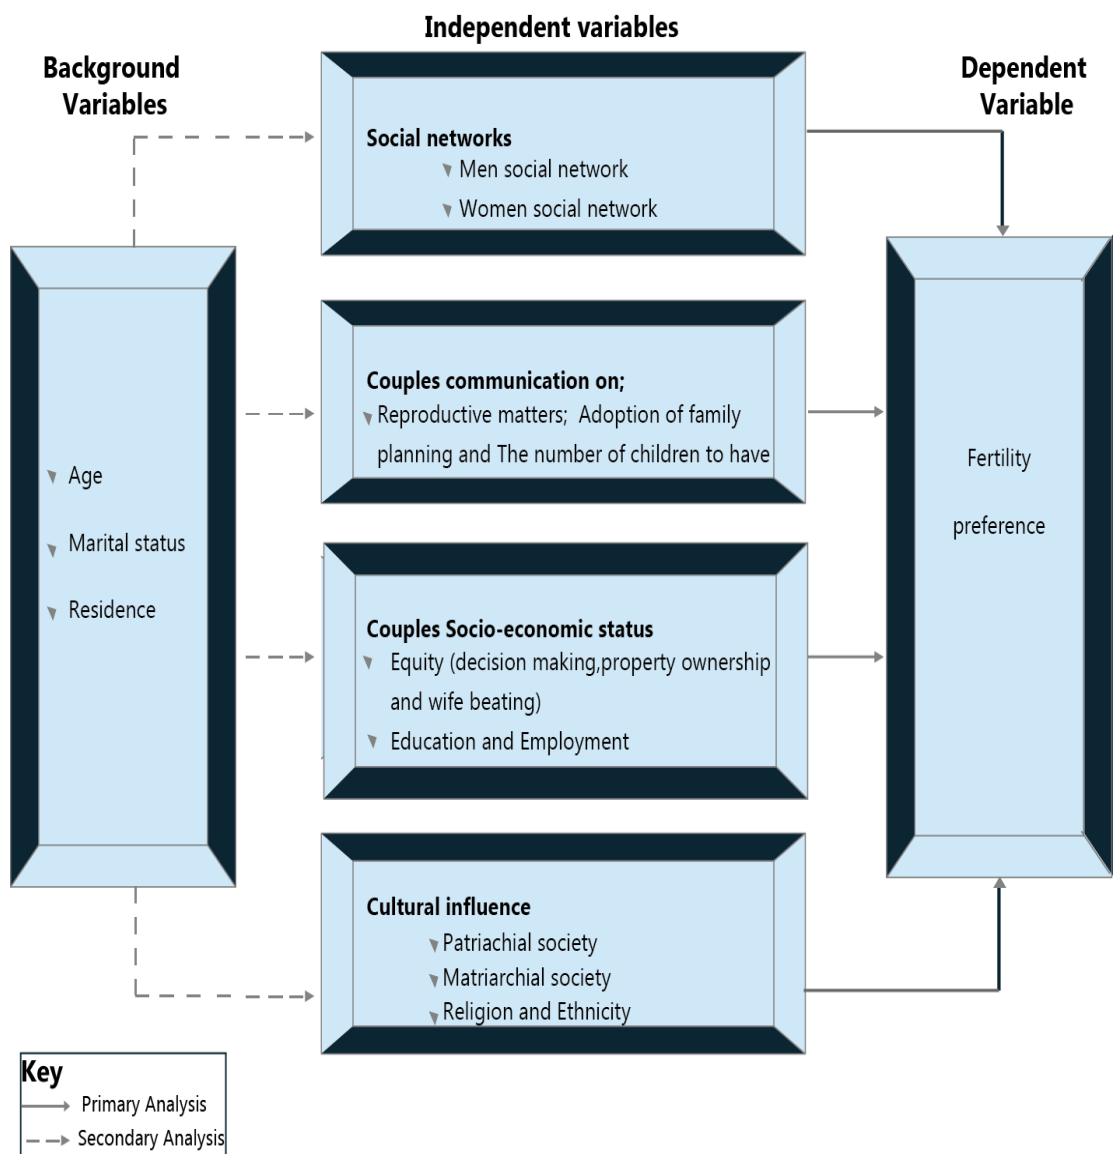 Independent variables
Background
Variables
Dependent
Variable
Social networks
Men social network
Women social network
Couples communication on;
Reproductive matters; Adoption of family
planning and The number of children to have
Age
Marital status
Residence
Fertility
preference
Couples Socio-economic status
Equity (decision making,property ownership
and wife beating)
Education and Employment
Cultural influence
Patriachial society
Matriarchial society
Religion and Ethnicity
Key
Primary Analysis
Secondary Analysis